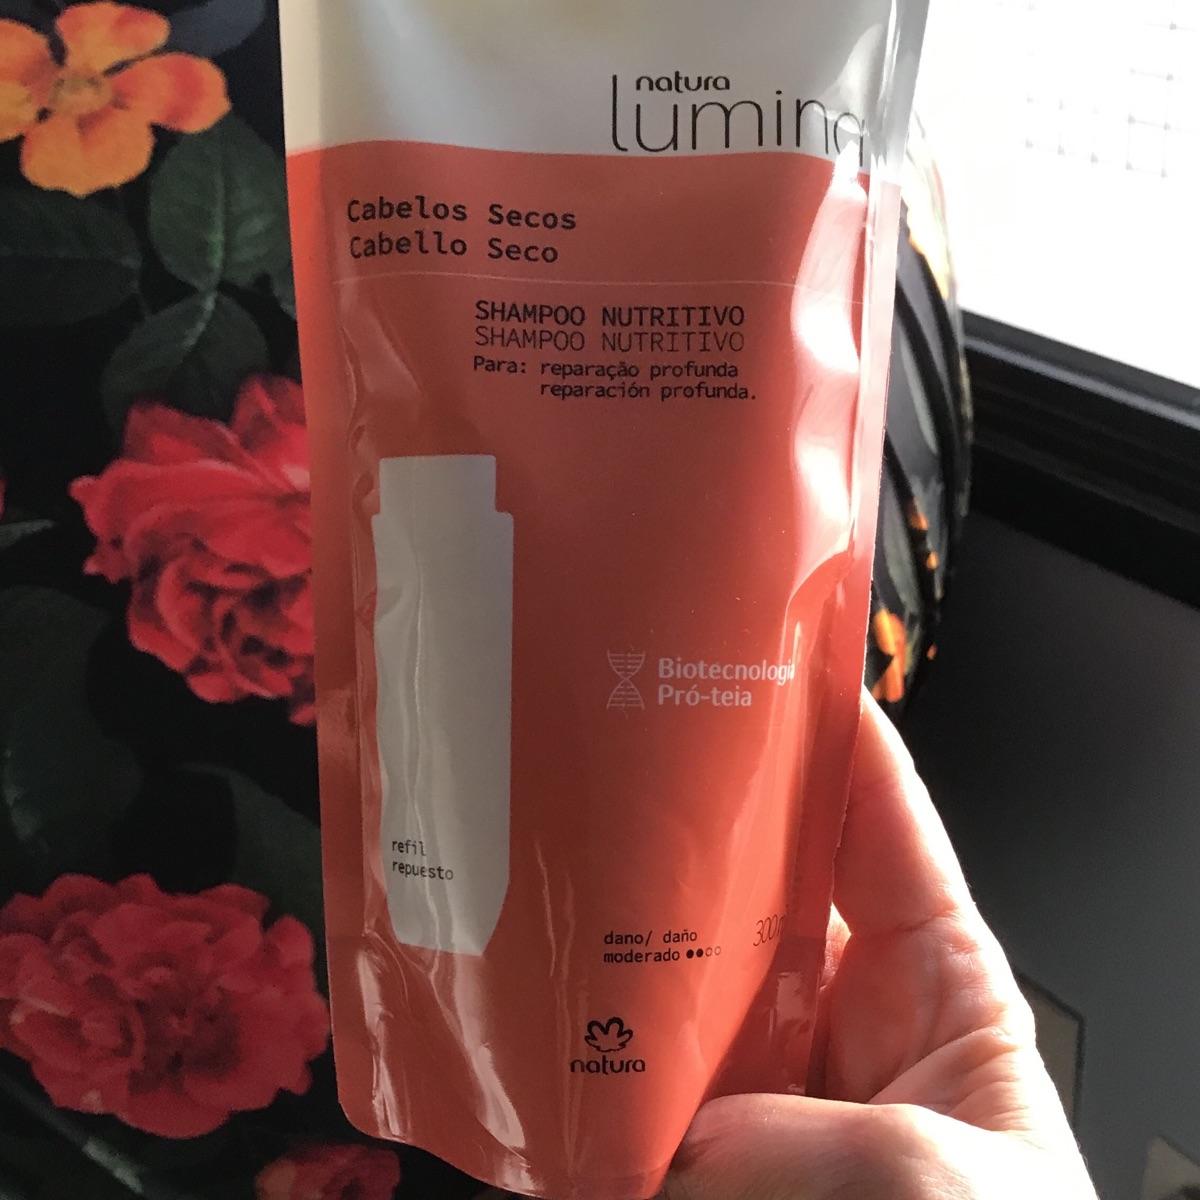 natura
lumina
Cabelos Secos
Cabello Seco
SHAMPOO NUTRITIVO
SHAMPOO NUTRITIVO
Para: reparação profunda
reparación profunda.
Biotecnologia
Pró-teia
refil
repuesto
dano/ daño
moderado
300ml
natura